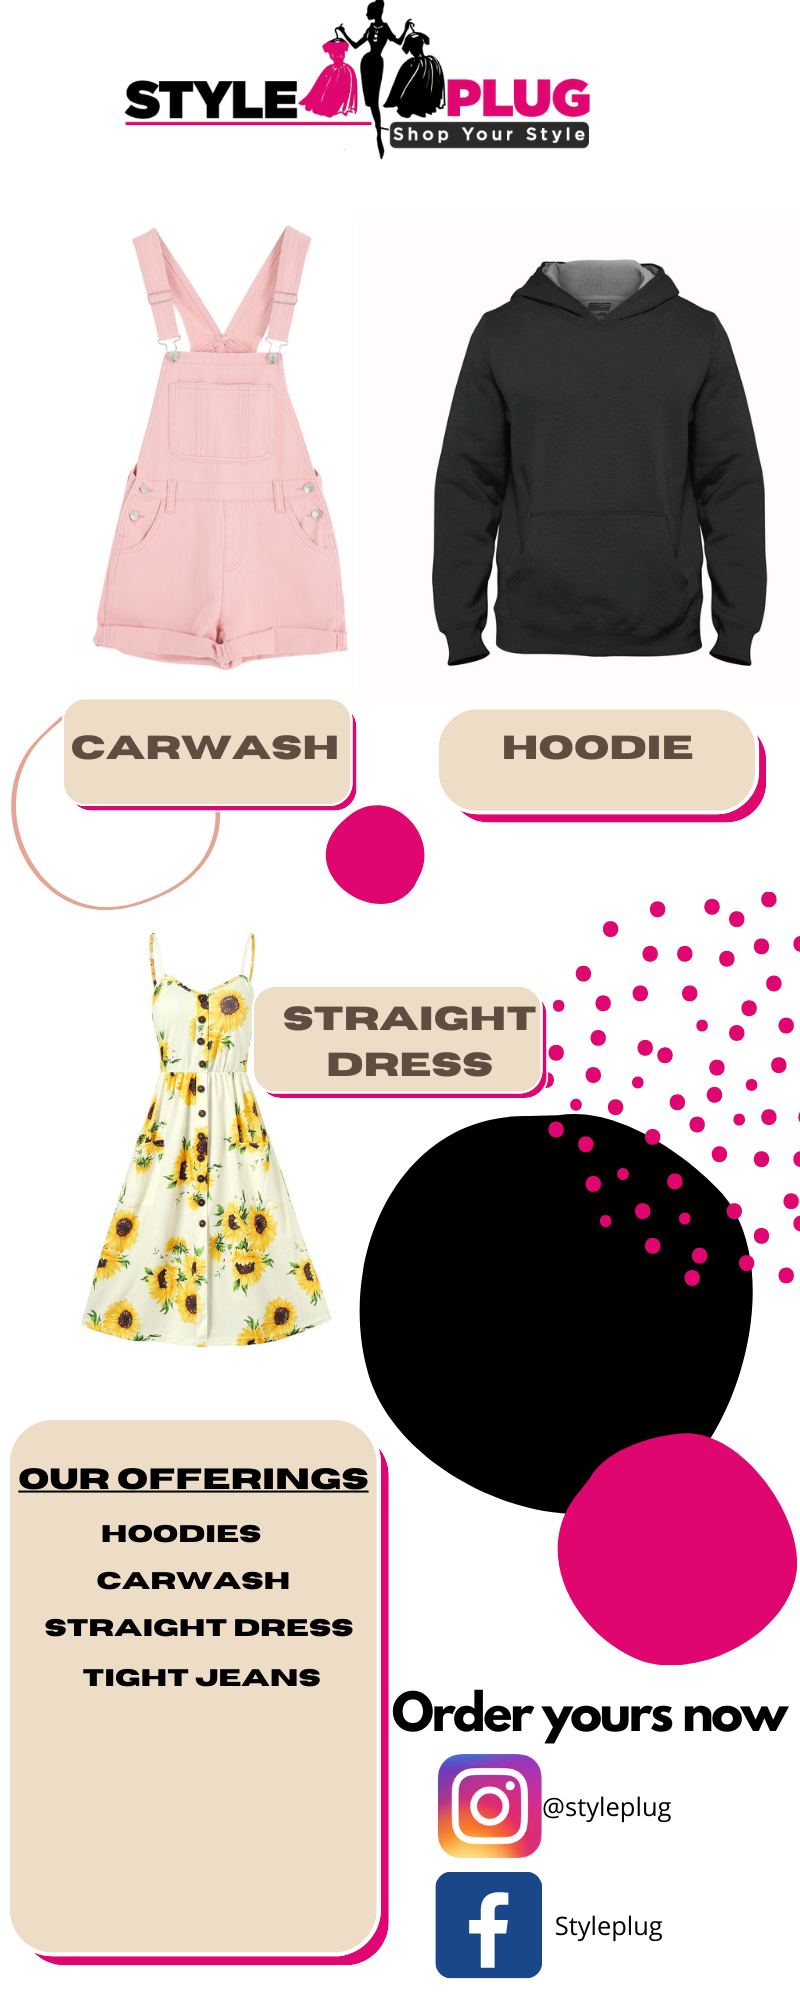 STYLE PLUG
Shop Your Style
CARWASH
HOODIE
STRAIGHT
DRESS
OUR OFFERINGS
HOODIES
CARWASH
STRAIGHT DRESS
TIGHT JEANS
Order yours now
@styleplug
Styleplug